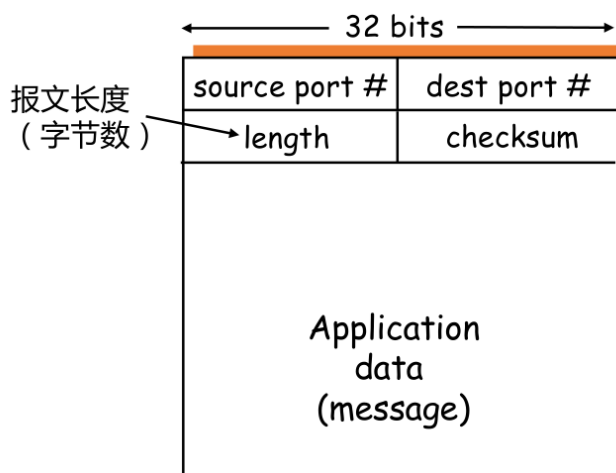 32 bits
source port #
dest port #
报文长度
（字节数）
length
checksum
Application
data
(message)